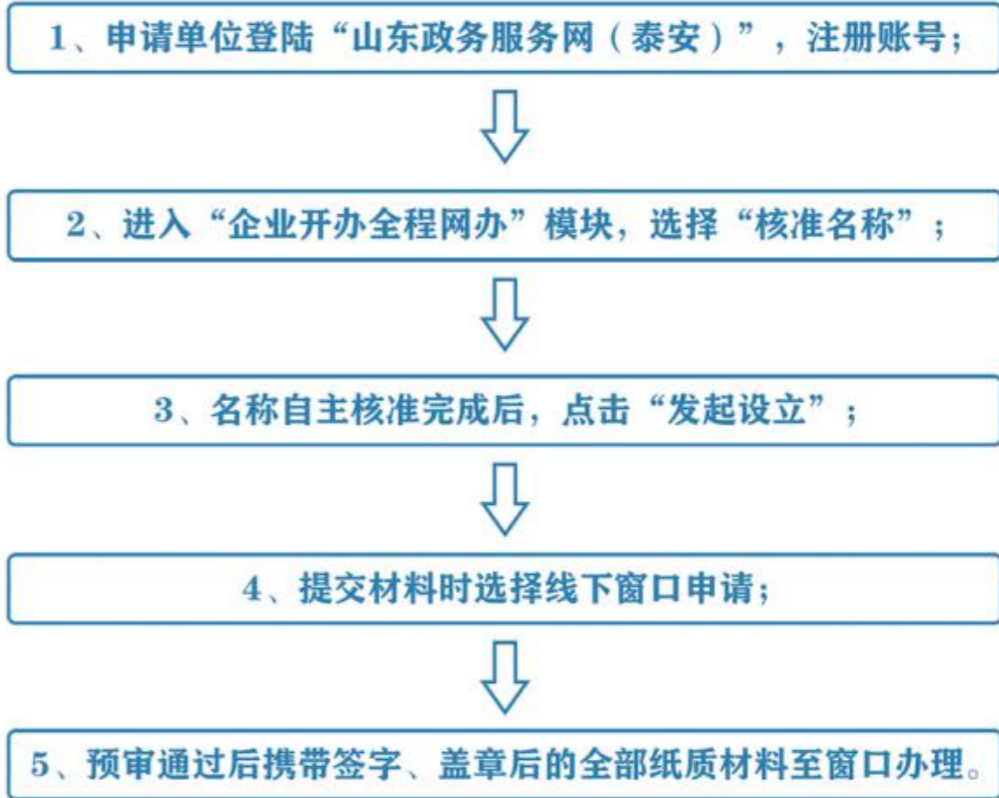 1、申请单位登陆“山东政务服务网（泰安）”，注册账号；
2、进入“企业开办全程网办”模块，选择“核准名称”；
3、名称自主核准完成后，点击“发起设立”；
4、提交材料时选择线下窗口申请；
5、预审通过后携带签字、盖章后的全部纸质材料至窗口办理。